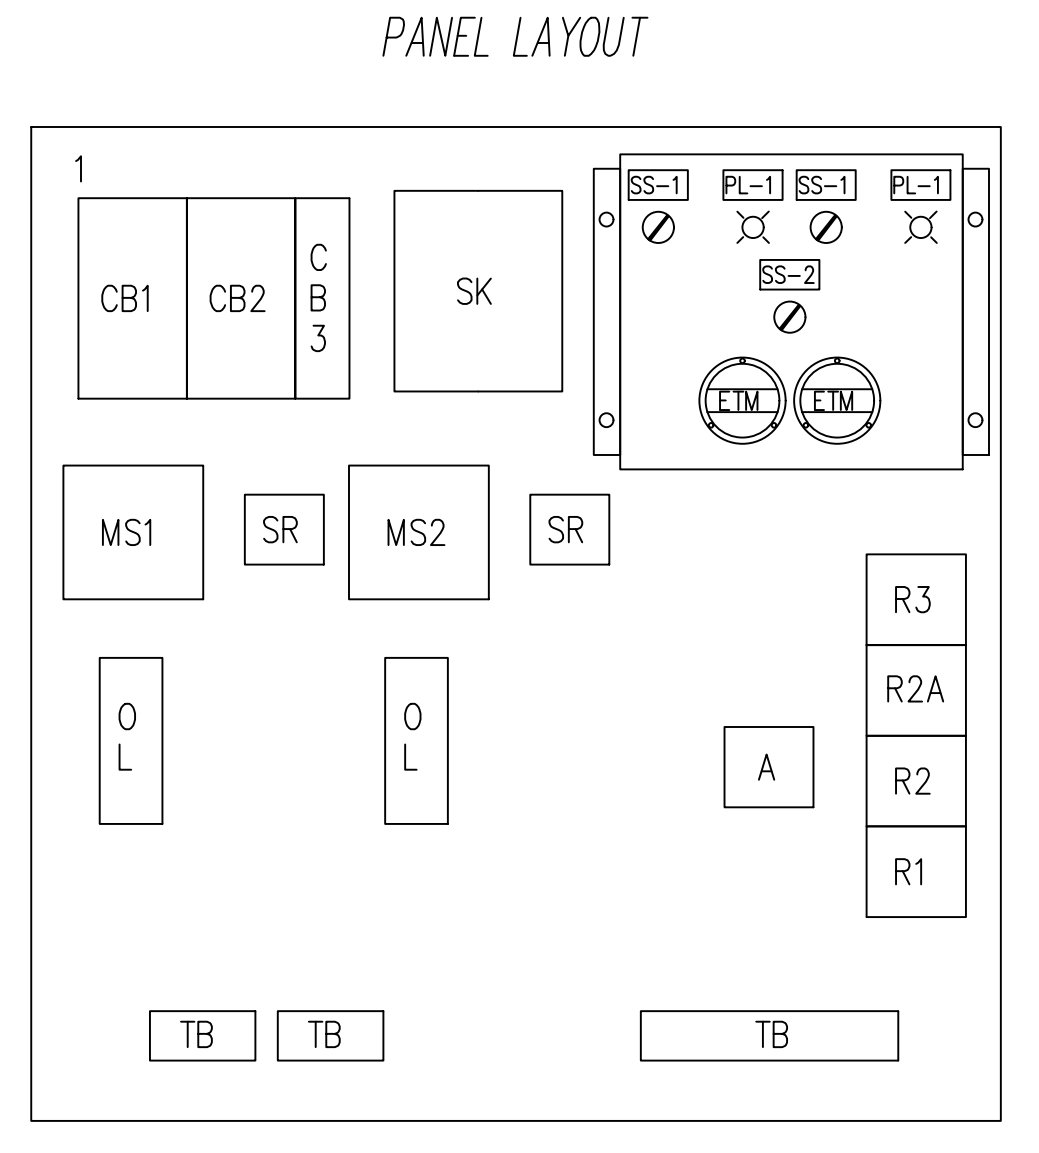 PANEL LAYOUT
1
SS-1
PL-1
SS-1
PL-1
CB1
CB2
C
B
3
SK
SS-2
ETM
ETM
MS1
SR
MS2
SR
R3
R2A
O
L
O
L
A
R2
R1
TB
TB
TB